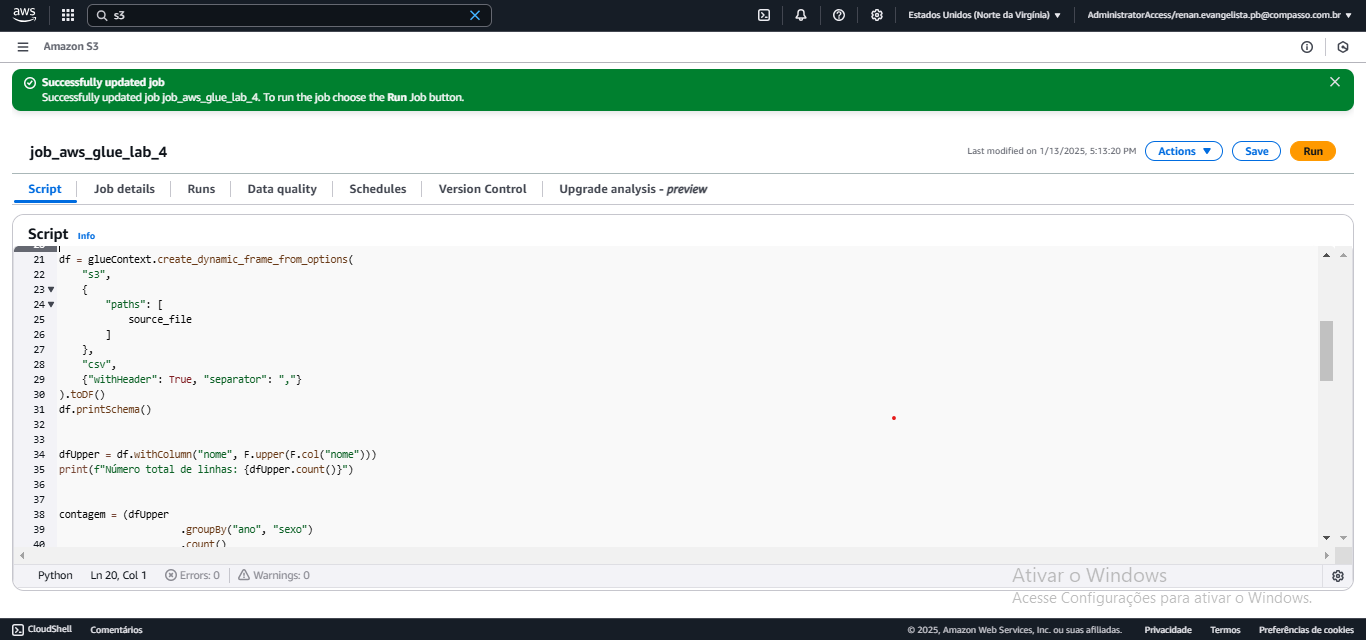 aws
s3
Estados Unidos (Norte da Virgínia)
AdministratorAccess/renan.evangelista.pb@compasso.com.br
Amazon S3
Successfully updated job
Successfully updated job job_aws_glue_lab_4. To run the job choose the Run Job button.
job_aws_glue_lab_4
Last modified on 1/13/2025, 5:13:20 PM
Actions
Save
Run
Script
Job details
Runs
Data quality
Schedules
Version Control
Upgrade analysis - preview
Script Info
21 df = glueContext.create_dynamic_frame_from_options(
22 "s3",
23 {
24 "paths": [
25 source_file
26 ]
27 },
28 "csv",
29 {"withHeader": True, "separator": ","}
30 ).toDF()
31 df.printSchema()
32
33
34 dfUpper = df.withColumn("nome", F.upper(F.col("nome")))
35 print(f"Número total de linhas: {dfUpper.count()}")
36
37
38 contagem = (dfUpper
39 .groupBy("ano", "sexo")
40 .count()
Python Ln 20, Col 1 Errors: 0 Warnings: 0
Ativar o Windows
Acesse Configurações para ativar o Windows.
CloudShell Comentários © 2025, Amazon Web Services, Inc. ou suas afiliadas. Privacidade Termos Preferências de cookies